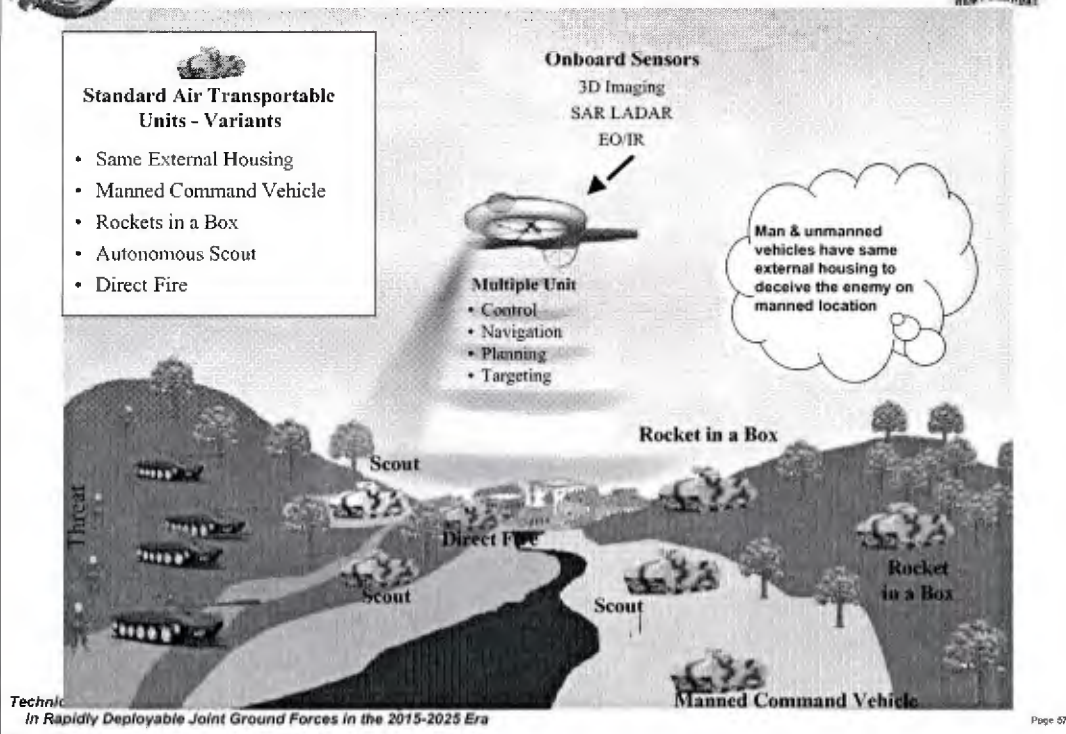 Standard Air Transportable
Units - Variants
• Same External Housing
• Manned Command Vehicle
• Rockets in a Box
• Autonomous Scout
• Direct Fire
Onboard Sensors
3D Imaging
SAR LADAR
EO/IR
Multiple Unit
• Control
• Navigation
• Planning
• Targeting
Man & unmanned
vehicles have same
external housing to
deceive the enemy on
manned location
Rocket in a Box
Scout
Threat
Direct Fire
Rocket
in a Box
Scout
Scout
Manned Command Vehicle
In Rapidly Deployable Joint Ground Forces in the 2015-2025 Era
Page 57